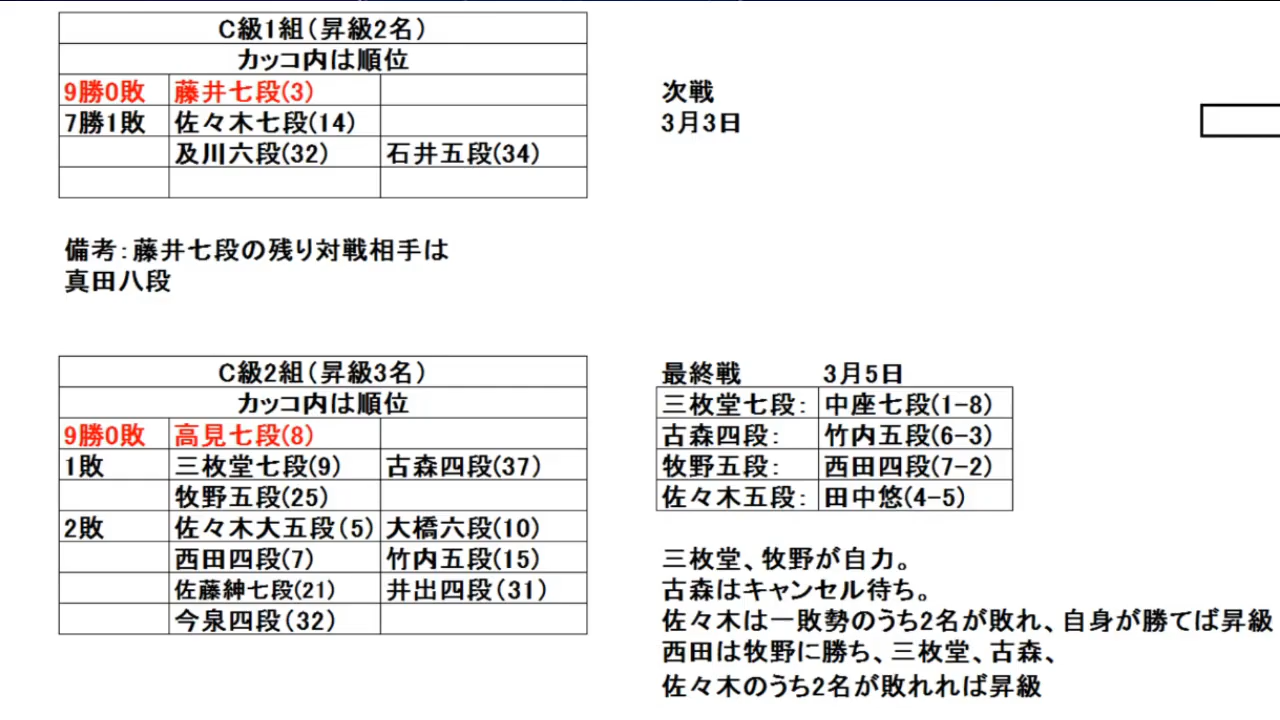 C級1組(昇級2名)
カッコ内は順位
9勝0敗 藤井七段(3)
7勝1敗 佐々木七段(14)
及川六段(32) 石井五段(34)
次戦
3月3日
備考:藤井七段の残り対戦相手は
真田八段
C級2組(昇級3名)
カッコ内は順位
9勝0敗 高見七段(8)
1敗 三枚堂七段(9) 古森四段(37)
牧野五段(25)
2敗 佐々木大五段(5) 大橋六段(10)
西田四段(7) 竹内五段(15)
佐藤紳七段(21) 井出四段(31)
今泉四段(32)
最終戦 3月5日
三枚堂七段: 中座七段(1-8)
古森四段: 竹内五段(6-3)
牧野五段: 西田四段(7-2)
佐々木五段: 田中悠(4-5)
三枚堂、牧野が自力。
古森はキャンセル待ち。
佐々木は一敗勢のうち2名が敗れ、自身が勝てば昇級
西田は牧野に勝ち、三枚堂、古森、
佐々木のうち2名が敗れれば昇級